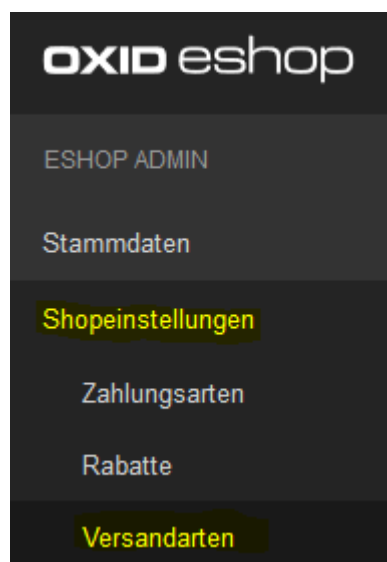 OXID eshop
ESHOP ADMIN
Stammdaten
Shopeinstellungen
Zahlungsarten
Rabatte
Versandarten